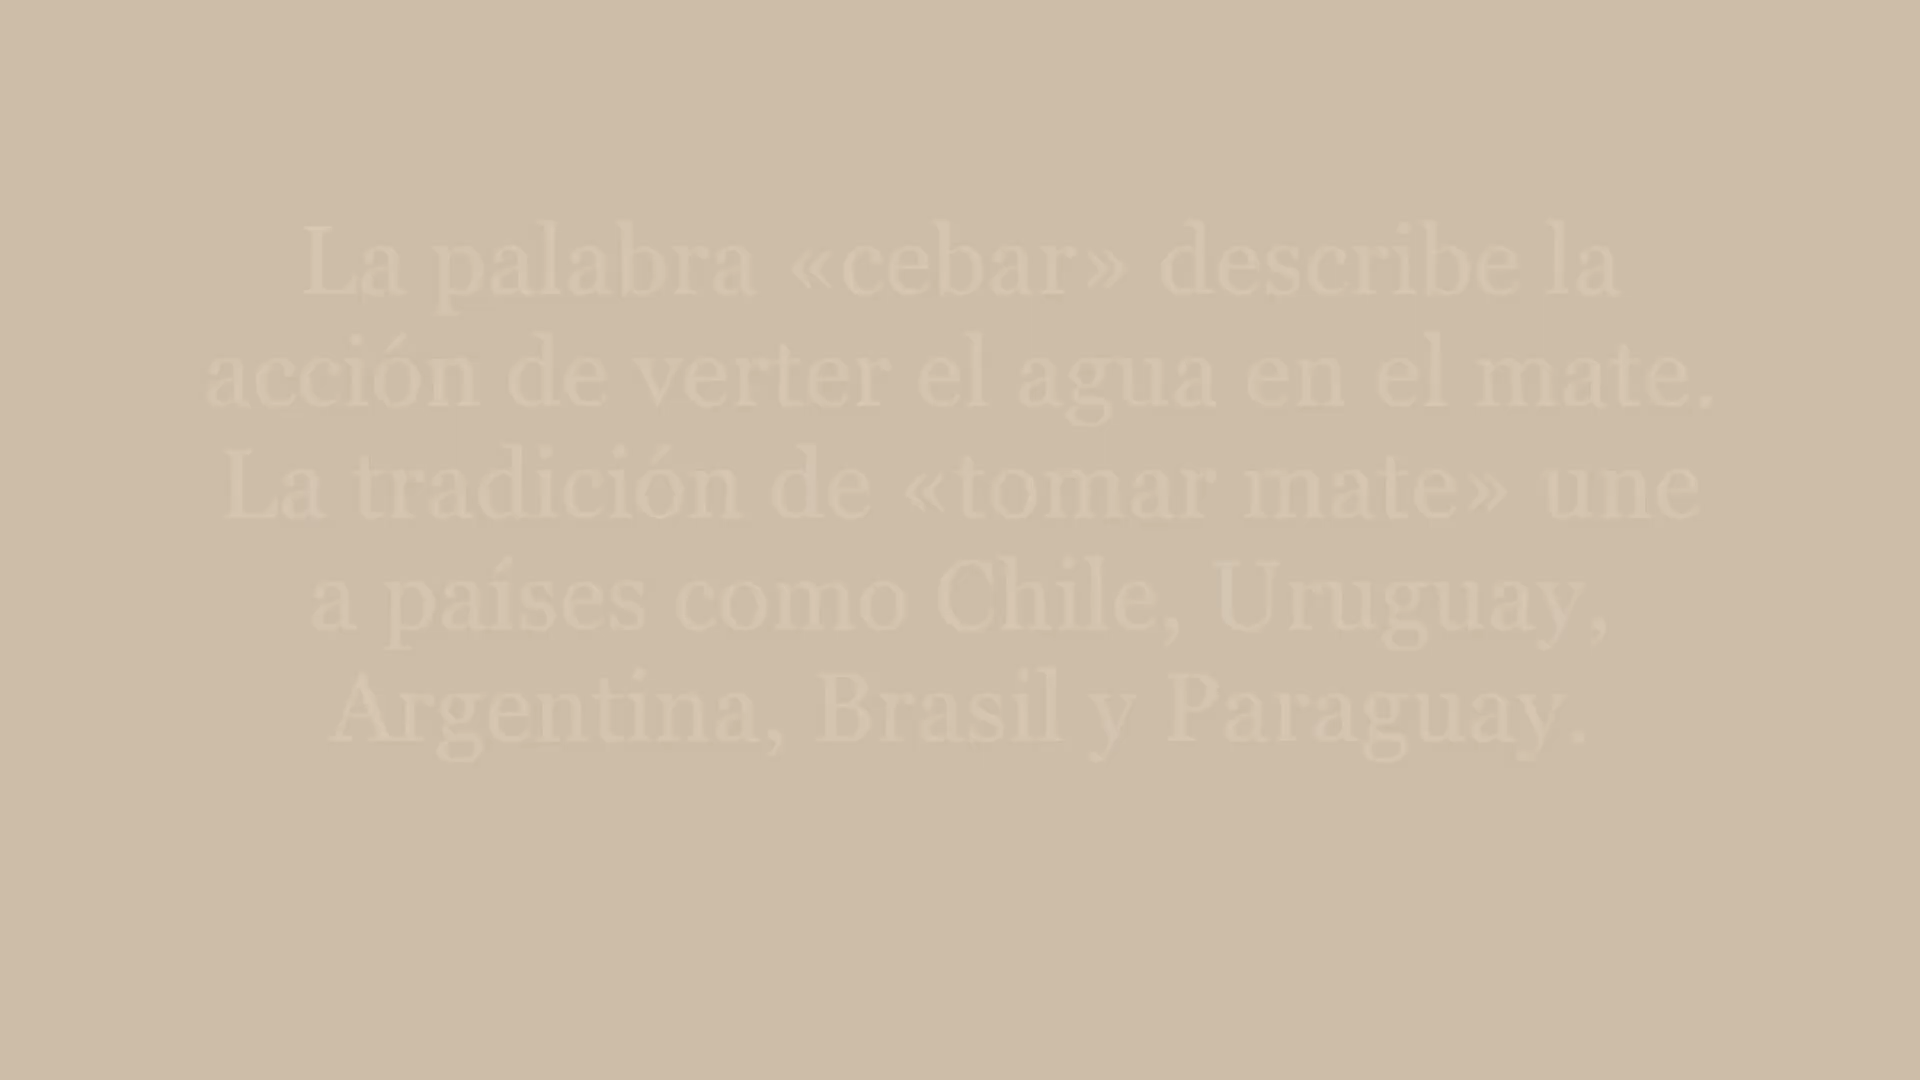 La palabra «cebar» describe la
acción de verter el agua en el mate.
La tradición de «tomar mate» une
a países como Chile, Uruguay,
Argentina, Brasil y Paraguay.